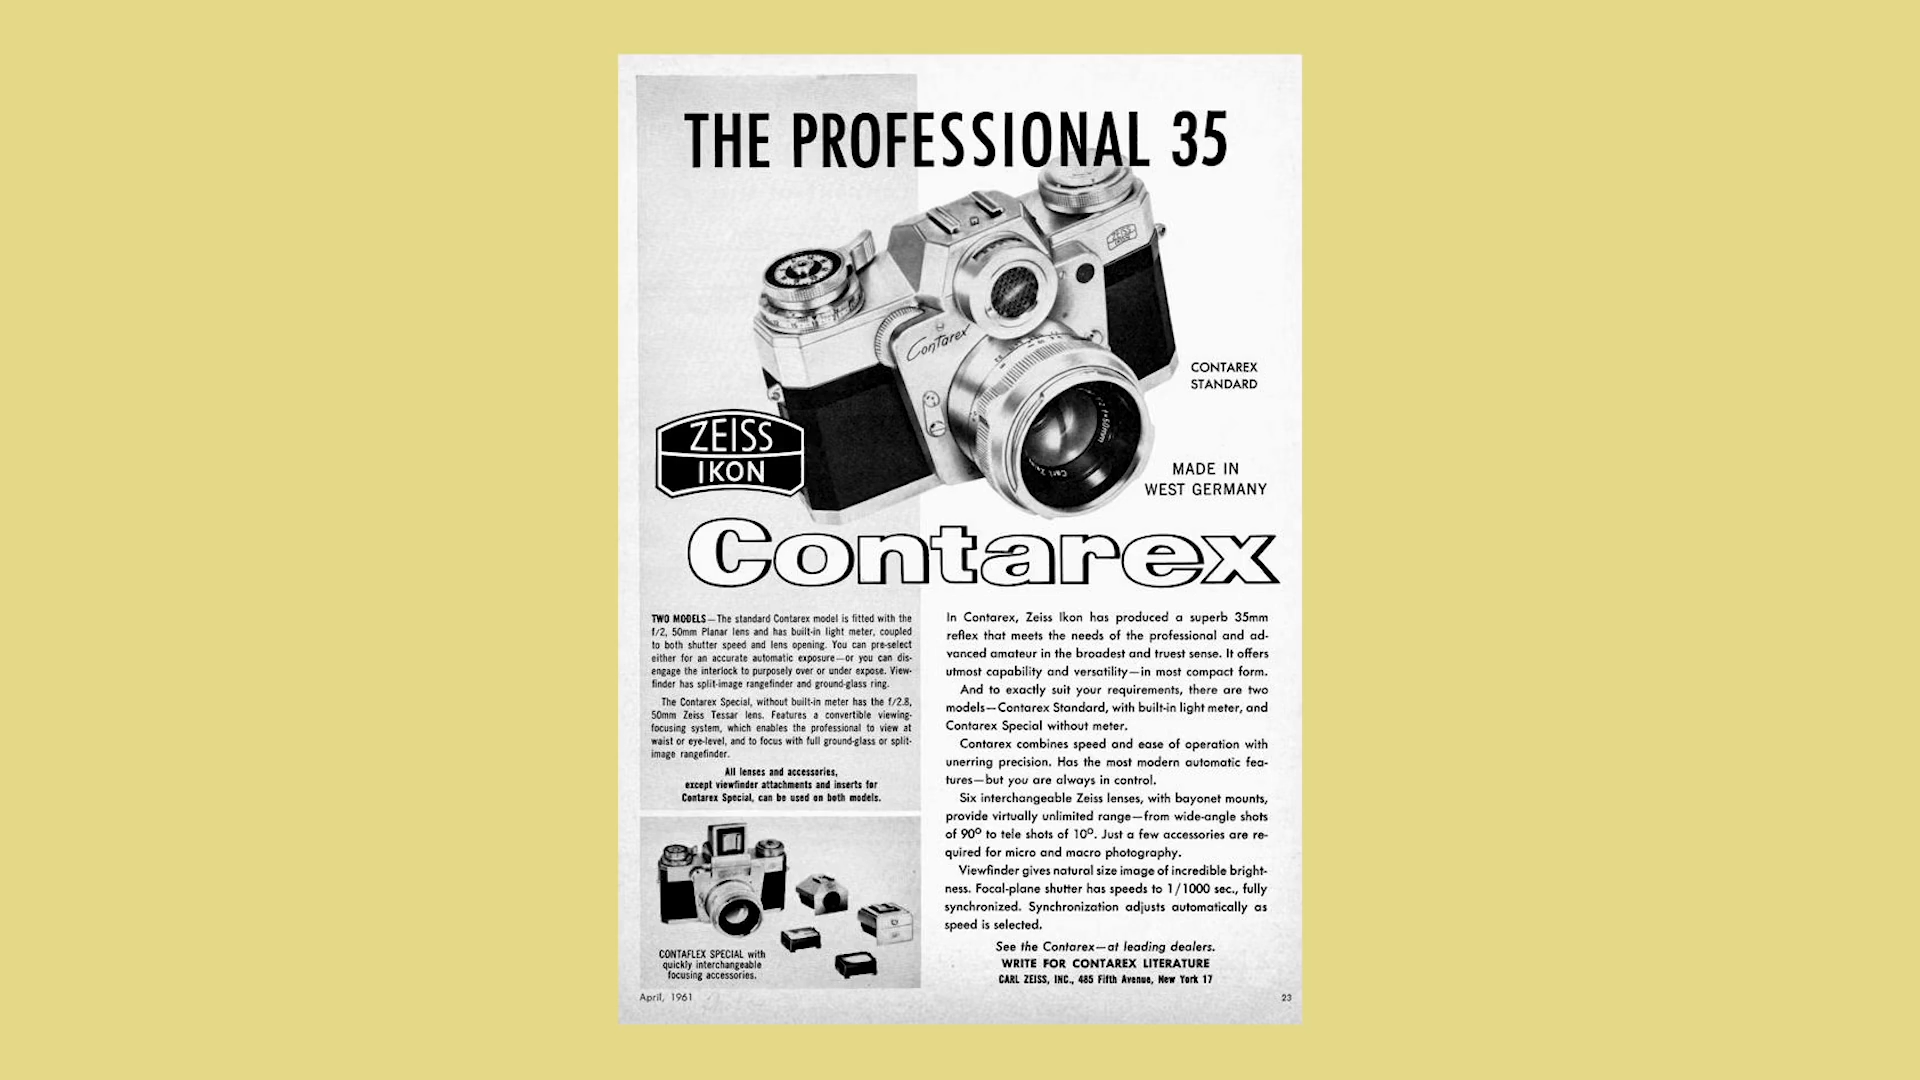 THE PROFESSIONAL 35
ZEISS
IKON
Contarex
CONTAREX
STANDARD
Carl Zeiss
f=50mm
ZEISS
IKON
MADE IN
WEST GERMANY
Contarex
TWO MODELS—The standard Contarex model is fitted with the
f/2, 50mm Planar lens and has built-in light meter, coupled
to both shutter speed and lens opening. You can pre-select
either for an accurate automatic exposure—or you can dis-
engage the interlock to purposely over or under expose. View-
finder has split-image rangefinder and ground-glass ring.
The Contarex Special, without built-in meter has the f/2.8,
50mm Zeiss Tessar lens. Features a convertible viewing-
focusing system, which enables the professional to view at
waist or eye-level, and to focus with full ground-glass or split-
image rangefinder.
All lenses and accessories,
except viewfinder attachments and inserts for
Contarex Special, can be used on both models.
CONTAFLEX SPECIAL with
quickly interchangeable
focusing accessories.
In Contarex, Zeiss Ikon has produced a superb 35mm
reflex that meets the needs of the professional and ad-
vanced amateur in the broadest and truest sense. It offers
utmost capability and versatility—in most compact form.
And to exactly suit your requirements, there are two
models—Contarex Standard, with built-in light meter, and
Contarex Special without meter.
Contarex combines speed and ease of operation with
unerring precision. Has the most modern automatic fea-
tures—but you are always in control.
Six interchangeable Zeiss lenses, with bayonet mounts,
provide virtually unlimited range—from wide-angle shots
of 90º to tele shots of 10º. Just a few accessories are re-
quired for micro and macro photography.
Viewfinder gives natural size image of incredible bright-
ness. Focal-plane shutter has speeds to 1/1000 sec., fully
synchronized. Synchronization adjusts automatically as
speed is selected.
See the Contarex—at leading dealers.
WRITE FOR CONTAREX LITERATURE
CARL ZEISS, INC., 485 Fifth Avenue, New York 17
April, 1961
23